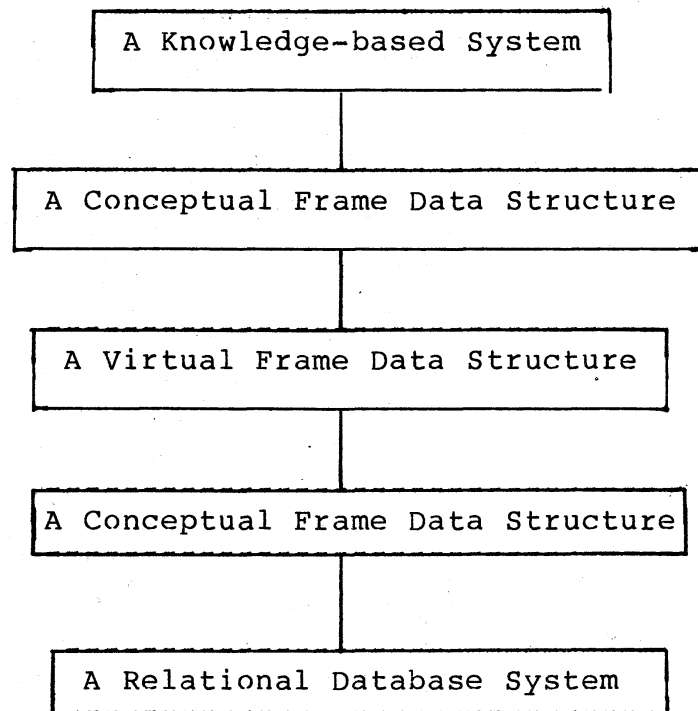 A Knowledge-based System
A Conceptual Frame Data Structure
A Virtual Frame Data Structure
A Conceptual Frame Data Structure
A Relational Database System